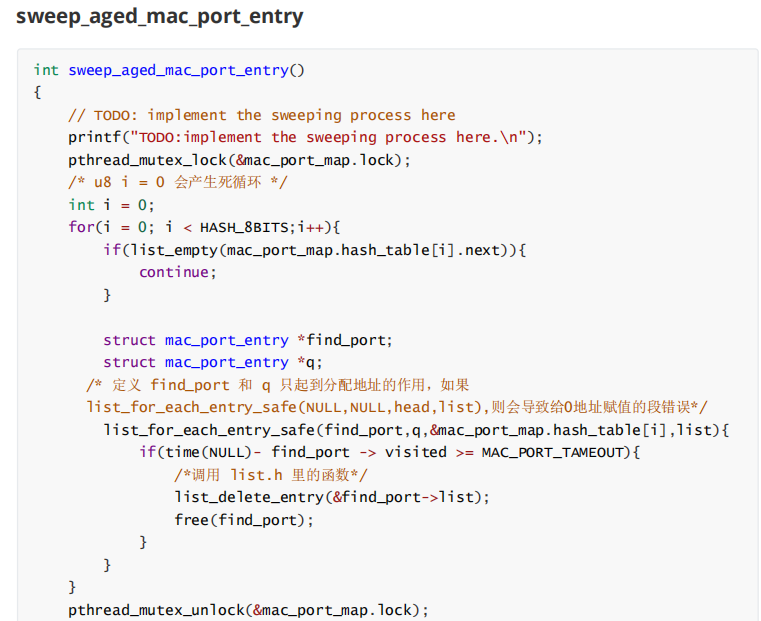 sweep_aged_mac_port_entry
int sweep_aged_mac_port_entry()
{
    // TODO: implement the sweeping process here
    printf("TODO:implement the sweeping process here.\n");
    pthread_mutex_lock(&mac_port_map.lock);
    /* u8 i = 0 会产生死循环 */
    int i = 0;
    for(i = 0; i < HASH_8BITS;i++){
        if(list_empty(mac_port_map.hash_table[i].next)){
            continue;
        }

        struct mac_port_entry *find_port;
        struct mac_port_entry *q;
      /* 定义 find_port 和 q 只起到分配地址的作用，如果
      list_for_each_entry_safe(NULL,NULL,head,list),则会导致给0地址赋值的段错误*/
        list_for_each_entry_safe(find_port,q,&mac_port_map.hash_table[i],list){
            if(time(NULL)- find_port -> visited >= MAC_PORT_TAMEOUT){
                /*调用 list.h 里的函数*/
                list_delete_entry(&find_port->list);
                free(find_port);
            }
        }
    }
    pthread_mutex_unlock(&mac_port_map.lock);